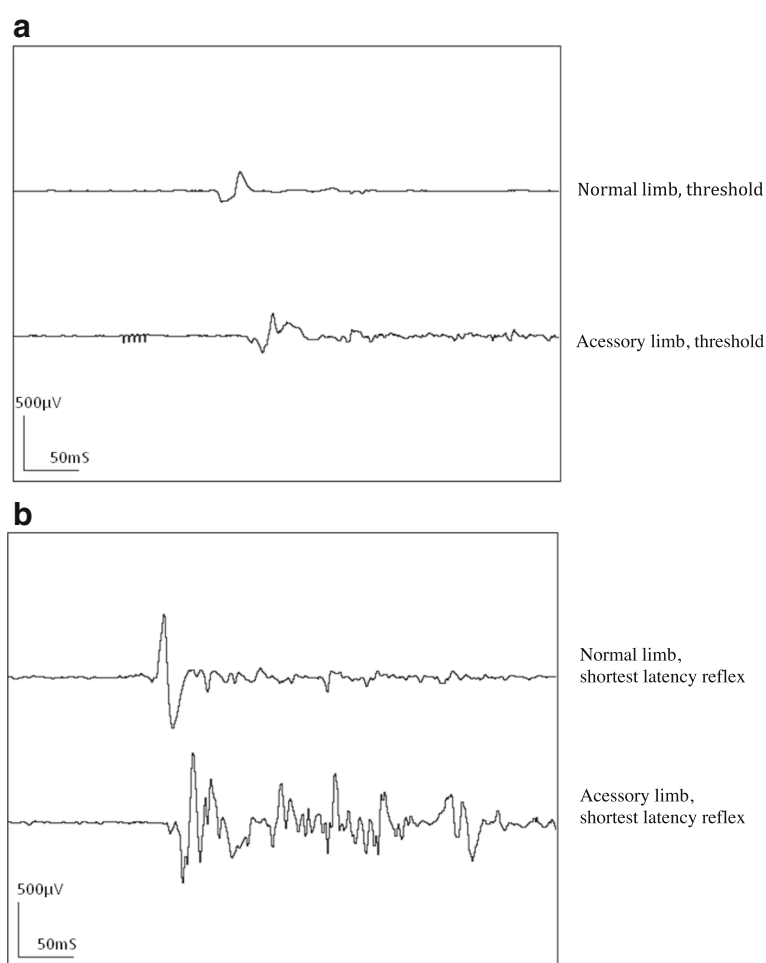 a
Normal limb, threshold
Acessory limb, threshold
500µV
50mS
b
Normal limb,
shortest latency reflex
Acessory limb,
shortest latency reflex
500µV
50mS